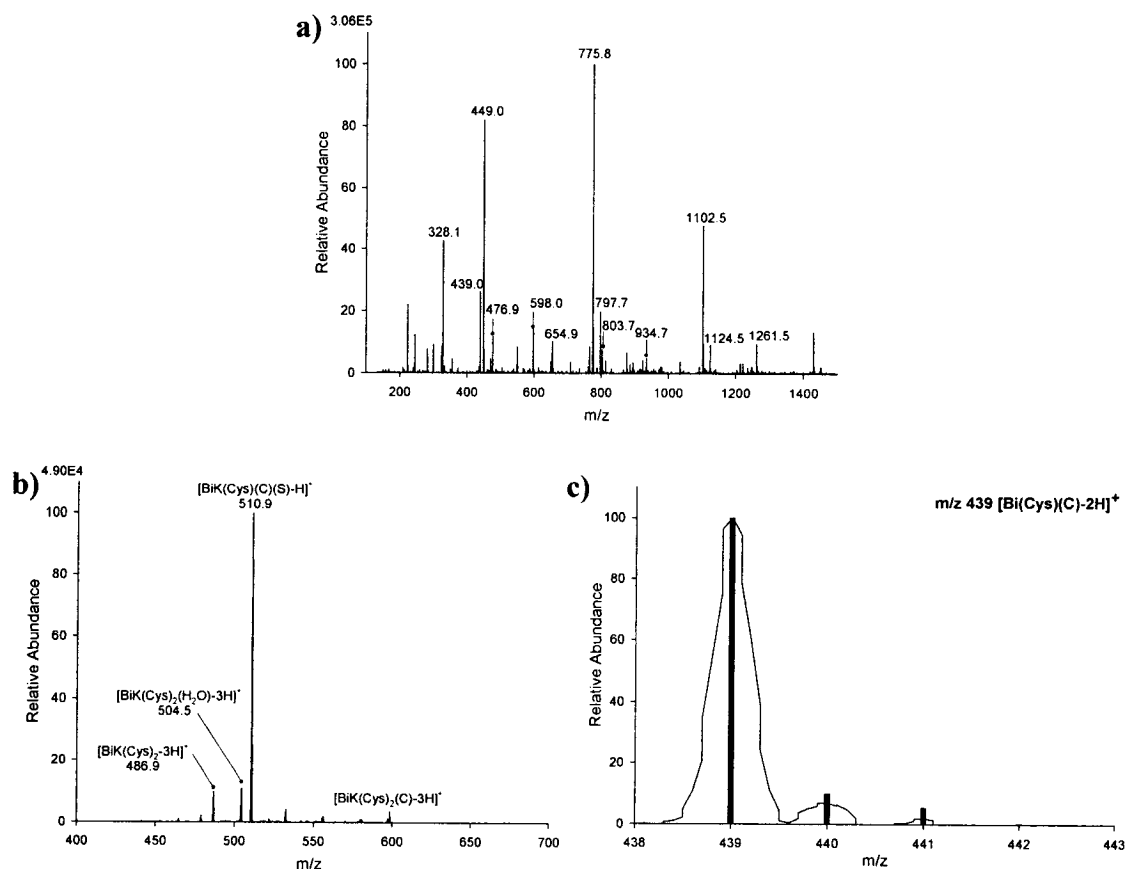 a)
3.06E5
Relative Abundance
100
80
60
40
20
0
775.8
449.0
328.1
439.0
476.9
598.0
654.9
797.7
803.7
934.7
1102.5
1124.5
1261.5
200 400 600 800 1000 1200 1400
m/z
b)
4.90E4
Relative Abundance
100
80
60
40
20
0
[BiK(Cys)(C)(S)-H]⁺
510.9
[BiK(Cys)₂(H₂O)-3H]⁺
504.5
[BiK(Cys)₂-3H]⁺
486.9
[BiK(Cys)₂(C)-3H]⁺
400 450 500 550 600 650 700
m/z
c)
m/z 439 [Bi(Cys)(C)-2H]⁺
Relative Abundance
100
80
60
40
20
0
438 439 440 441 442 443
m/z